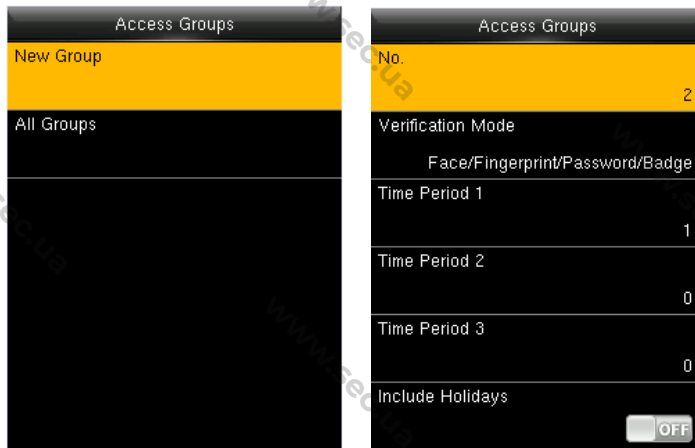 Access Groups
New Group
All Groups
Access Groups
No.
2
Verification Mode
Face/Fingerprint/Password/Badge
Time Period 1
1
Time Period 2
0
Time Period 3
0
Include Holidays
OFF
www.sec.ua
www.sec.ua
www.sec.ua